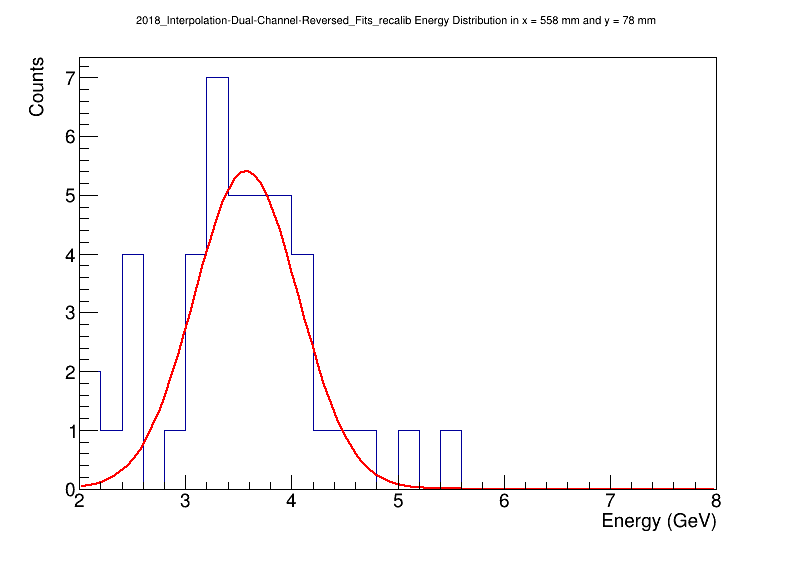 2018_Interpolation-Dual-Channel-Reversed_Fits_recalib Energy Distribution in x = 558 mm and y = 78 mm
Counts
7
6
5
4
3
2
1
0
2 3 4 5 6 7 8
Energy (GeV)